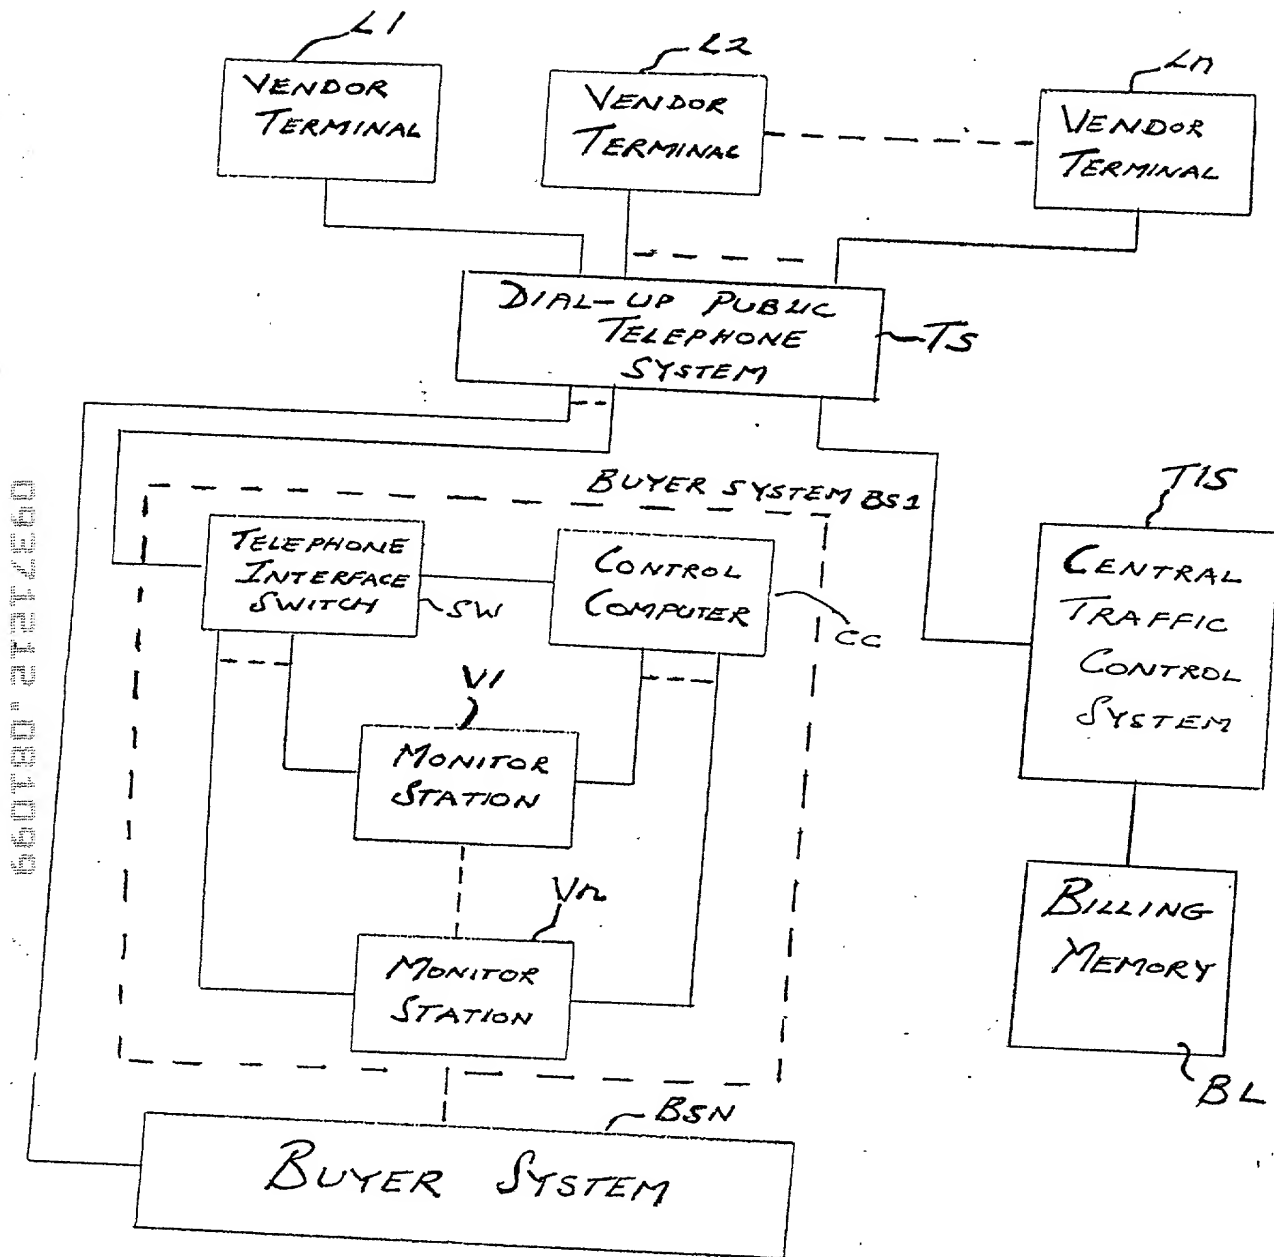 L1
L2
Ln
VENDOR
TERMINAL
VENDOR
TERMINAL
VENDOR
TERMINAL
DIAL-UP PUBLIC
TELEPHONE
SYSTEM
TS
BUYER SYSTEM BS1
TELEPHONE
INTERFACE
SWITCH
SW
CONTROL
COMPUTER
CC
TIS
CENTRAL
TRAFFIC
CONTROL
SYSTEM
V1
MONITOR
STATION
Vn
MONITOR
STATION
BILLING
MEMORY
BL
BSN
BUYER SYSTEM
09371212.081099